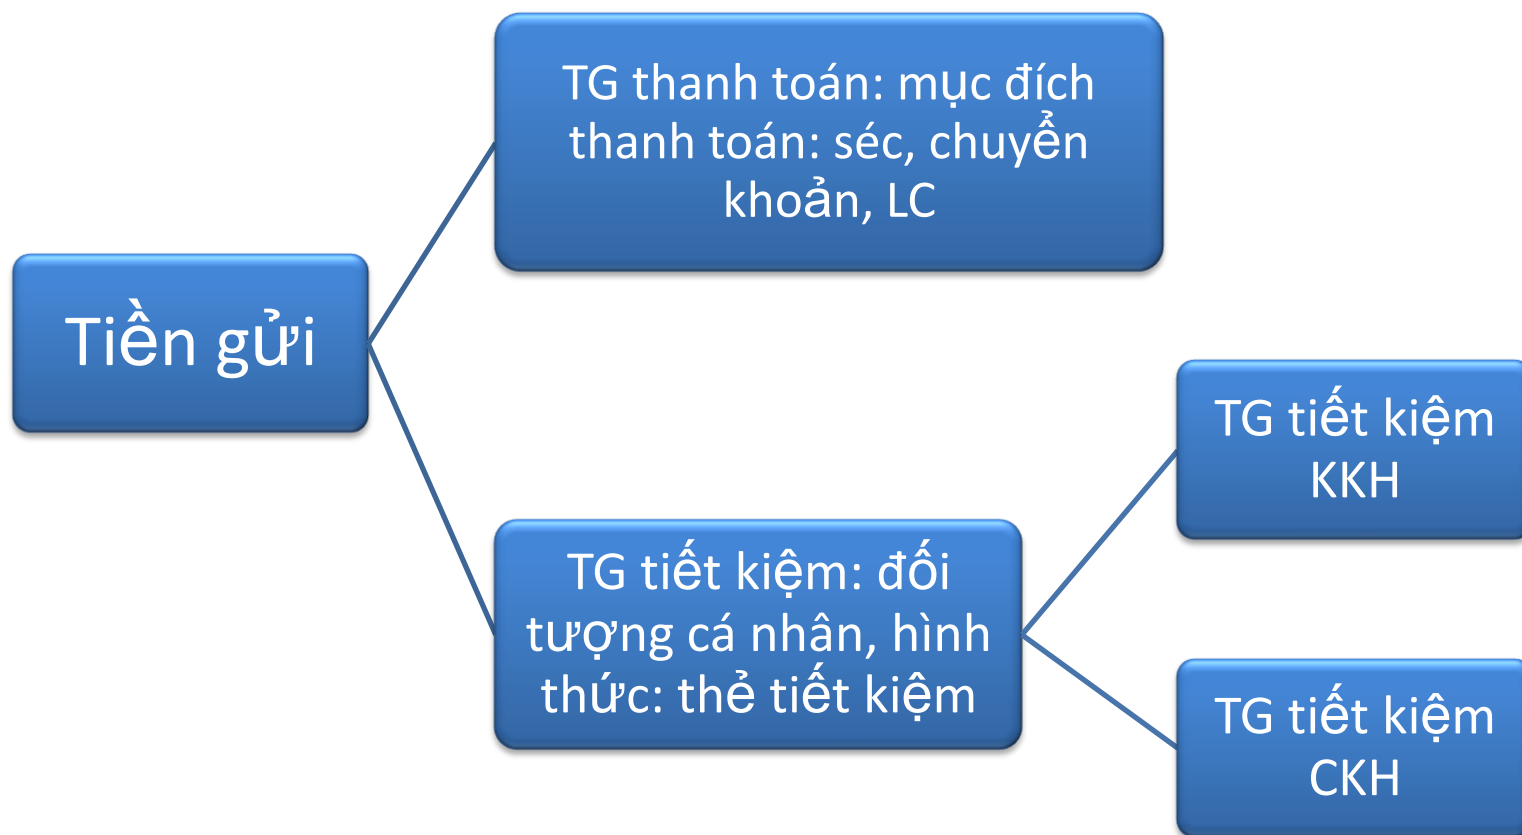 TG thanh toán: mục đích
thanh toán: séc, chuyển
khoản, LC
Tiền gửi
TG tiết kiệm: đối
tượng cá nhân, hình
thức: thẻ tiết kiệm
TG tiết kiệm
KKH
TG tiết kiệm
CKH